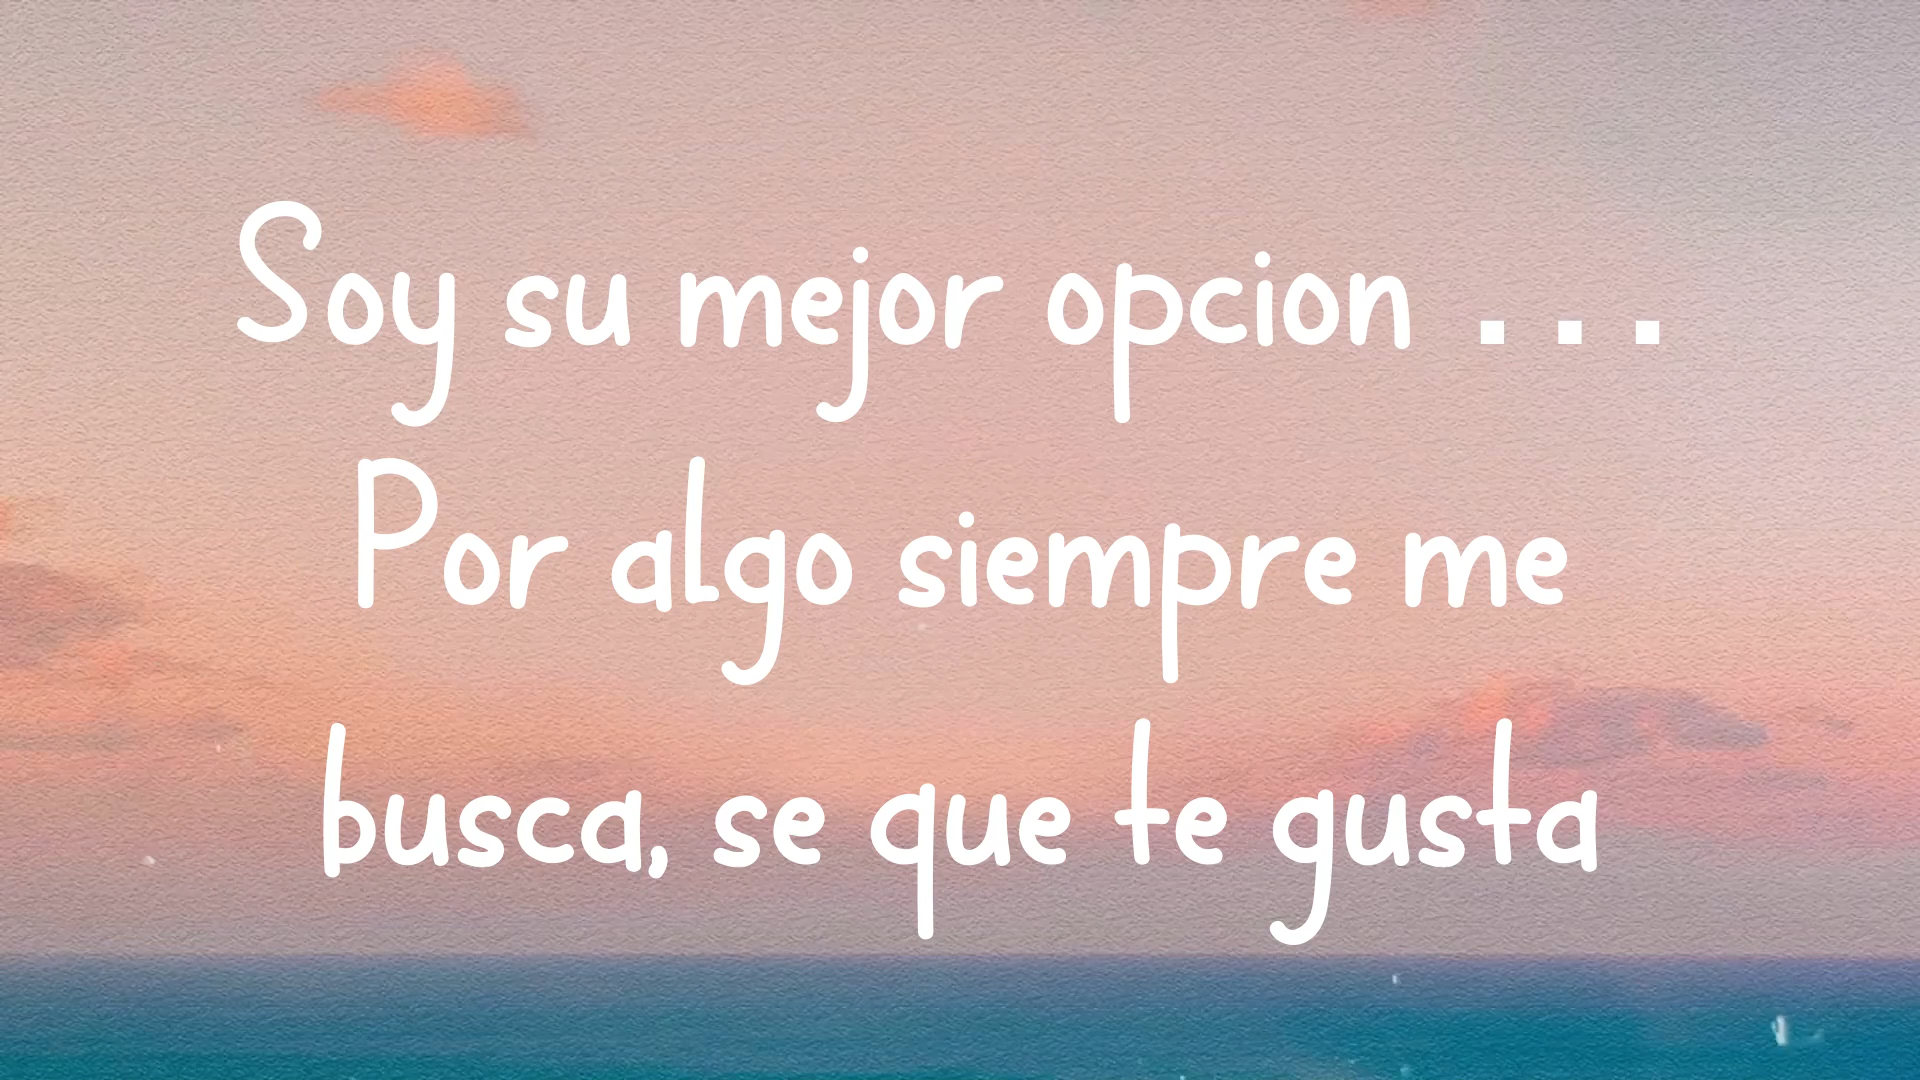 Soy su mejor opcion ...
Por algo siempre me
busca, se que te gusta